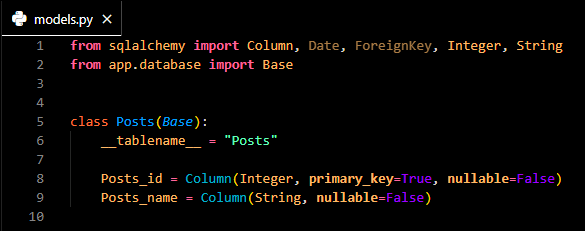 models.py
1 from sqlalchemy import Column, Date, ForeignKey, Integer, String
2 from app.database import Base
3
4
5 class Posts(Base):
6 __tablename__ = "Posts"
7
8 Posts_id = Column(Integer, primary_key=True, nullable=False)
9 Posts_name = Column(String, nullable=False)
10